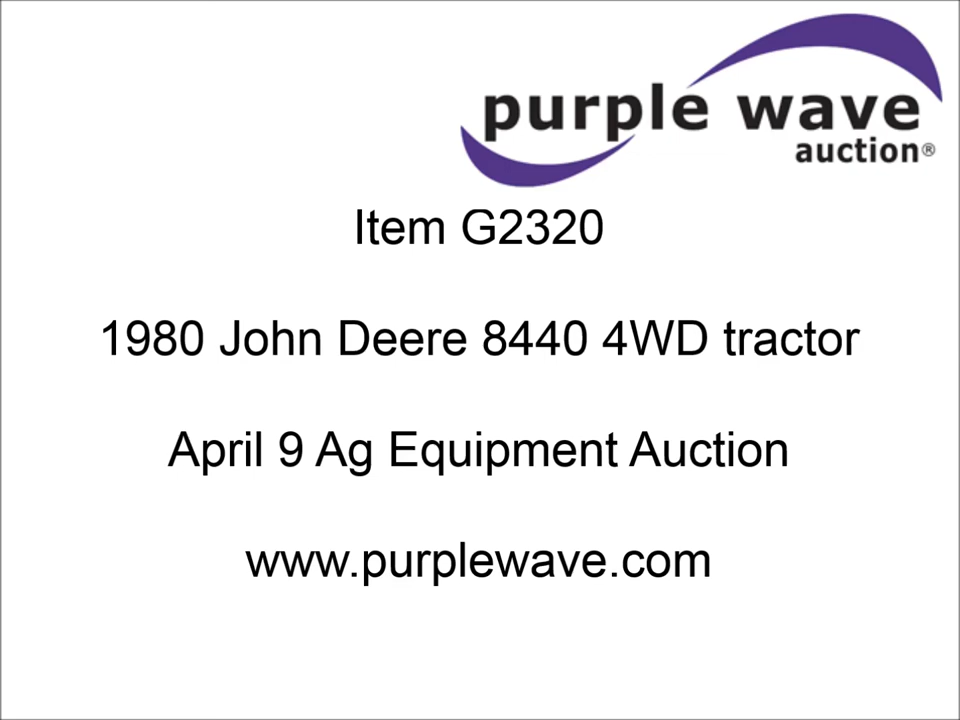 purple wave
auction®
Item G2320
1980 John Deere 8440 4WD tractor
April 9 Ag Equipment Auction
www.purplewave.com